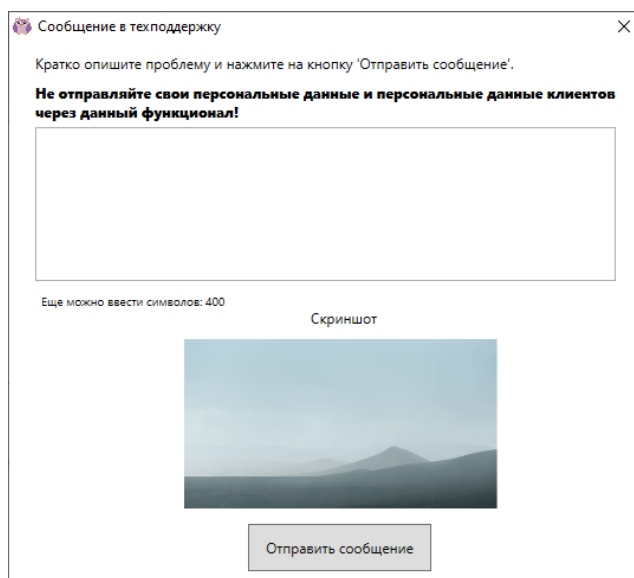 Сообщение в техподдержку
Кратко опишите проблему и нажмите на кнопку 'Отправить сообщение'.
Не отправляйте свои персональные данные и персональные данные клиентов
через данный функционал!
Еще можно ввести символов: 400
Скриншот
Отправить сообщение